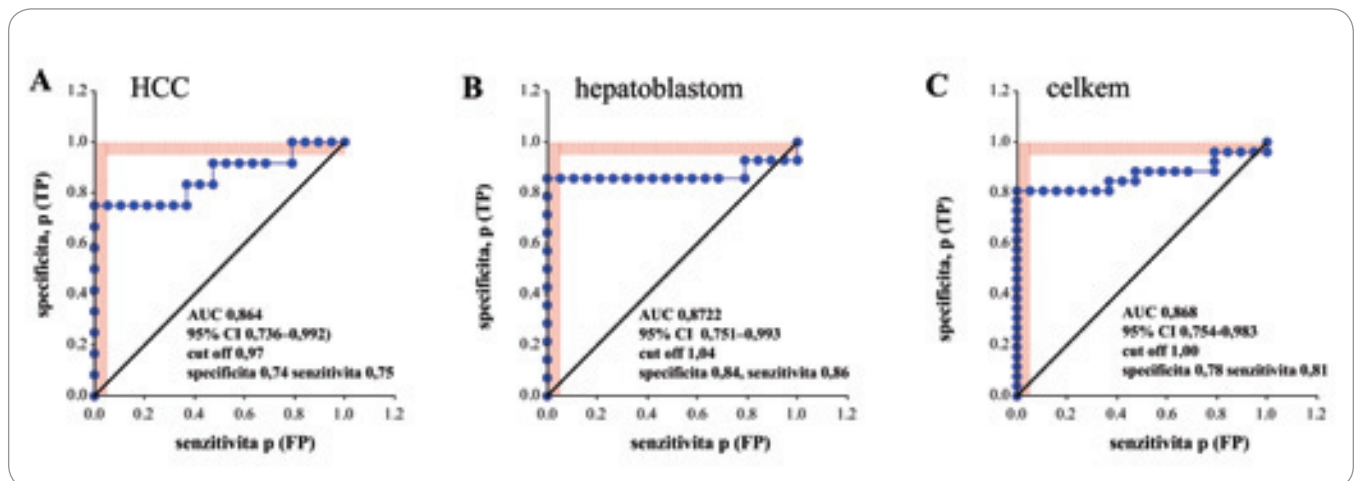 A HCC
1.2
1.0
0.8
0.6
0.4
0.2
0.0
specificita, p (TP)
AUC 0,864
95% CI 0,736–0,992)
cut off 0,97
specificita 0,74 senzitivita 0,75
0.0 0.2 0.4 0.6 0.8 1.0 1.2
senzitivita p (FP)
B hepatoblastom
1.2
1.0
0.8
0.6
0.4
0.2
0.0
specificita, p (TP)
AUC 0,8722
95% CI 0,751–0,993
cut off 1,04
specificita 0,84, senzitivita 0,86
0.0 0.2 0.4 0.6 0.8 1.0 1.2
senzitivita p (FP)
C celkem
1.2
1.0
0.8
0.6
0.4
0.2
0.0
specificita, p (TP)
AUC 0,868
95% CI 0,754-0,983
cut off 1,00
specificita 0,78 senzitivita 0,81
0.0 0.2 0.4 0.6 0.8 1.0 1.2
senzitivita p (FP)